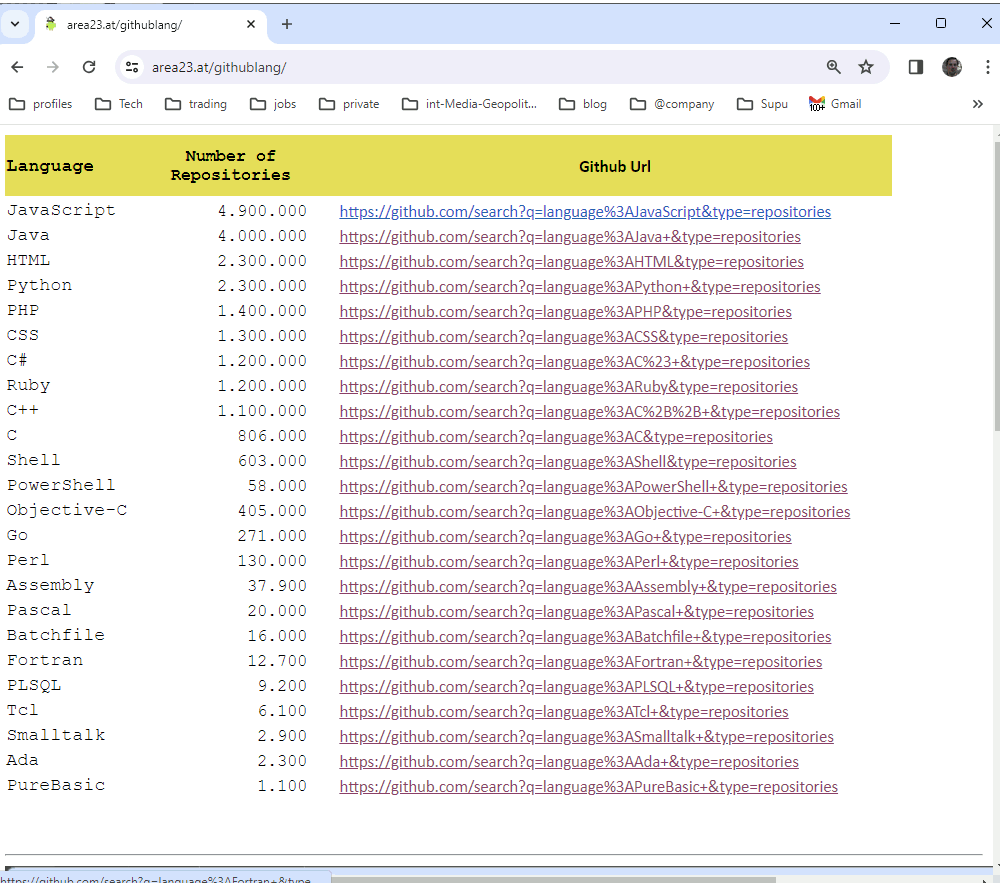 area23.at/githublang/
area23.at/githublang/
profiles Tech trading jobs private int-Media-Geopolit... blog @company Supu 100+ Gmail
Language Number of Repositories Github Url
JavaScript 4.900.000 https://github.com/search?q=language%3AJavaScript&type=repositories
Java 4.000.000 https://github.com/search?q=language%3AJava+&type=repositories
HTML 2.300.000 https://github.com/search?q=language%3AHTML&type=repositories
Python 2.300.000 https://github.com/search?q=language%3APython+&type=repositories
PHP 1.400.000 https://github.com/search?q=language%3APHP&type=repositories
CSS 1.300.000 https://github.com/search?q=language%3ACSS&type=repositories
C# 1.200.000 https://github.com/search?q=language%3AC%23+&type=repositories
Ruby 1.200.000 https://github.com/search?q=language%3ARuby&type=repositories
C++ 1.100.000 https://github.com/search?q=language%3AC%2B%2B+&type=repositories
C 806.000 https://github.com/search?q=language%3AC&type=repositories
Shell 603.000 https://github.com/search?q=language%3AShell&type=repositories
PowerShell 58.000 https://github.com/search?q=language%3APowerShell+&type=repositories
Objective-C 405.000 https://github.com/search?q=language%3AObjective-C+&type=repositories
Go 271.000 https://github.com/search?q=language%3AGo+&type=repositories
Perl 130.000 https://github.com/search?q=language%3APerl+&type=repositories
Assembly 37.900 https://github.com/search?q=language%3AAssembly+&type=repositories
Pascal 20.000 https://github.com/search?q=language%3APascal+&type=repositories
Batchfile 16.000 https://github.com/search?q=language%3ABatchfile+&type=repositories
Fortran 12.700 https://github.com/search?q=language%3AFortran+&type=repositories
PLSQL 9.200 https://github.com/search?q=language%3APLSQL+&type=repositories
Tcl 6.100 https://github.com/search?q=language%3ATcl+&type=repositories
Smalltalk 2.900 https://github.com/search?q=language%3ASmalltalk+&type=repositories
Ada 2.300 https://github.com/search?q=language%3AAda+&type=repositories
PureBasic 1.100 https://github.com/search?q=language%3APureBasic+&type=repositories
https://github.com/search?q=language%3AFortran+&type...